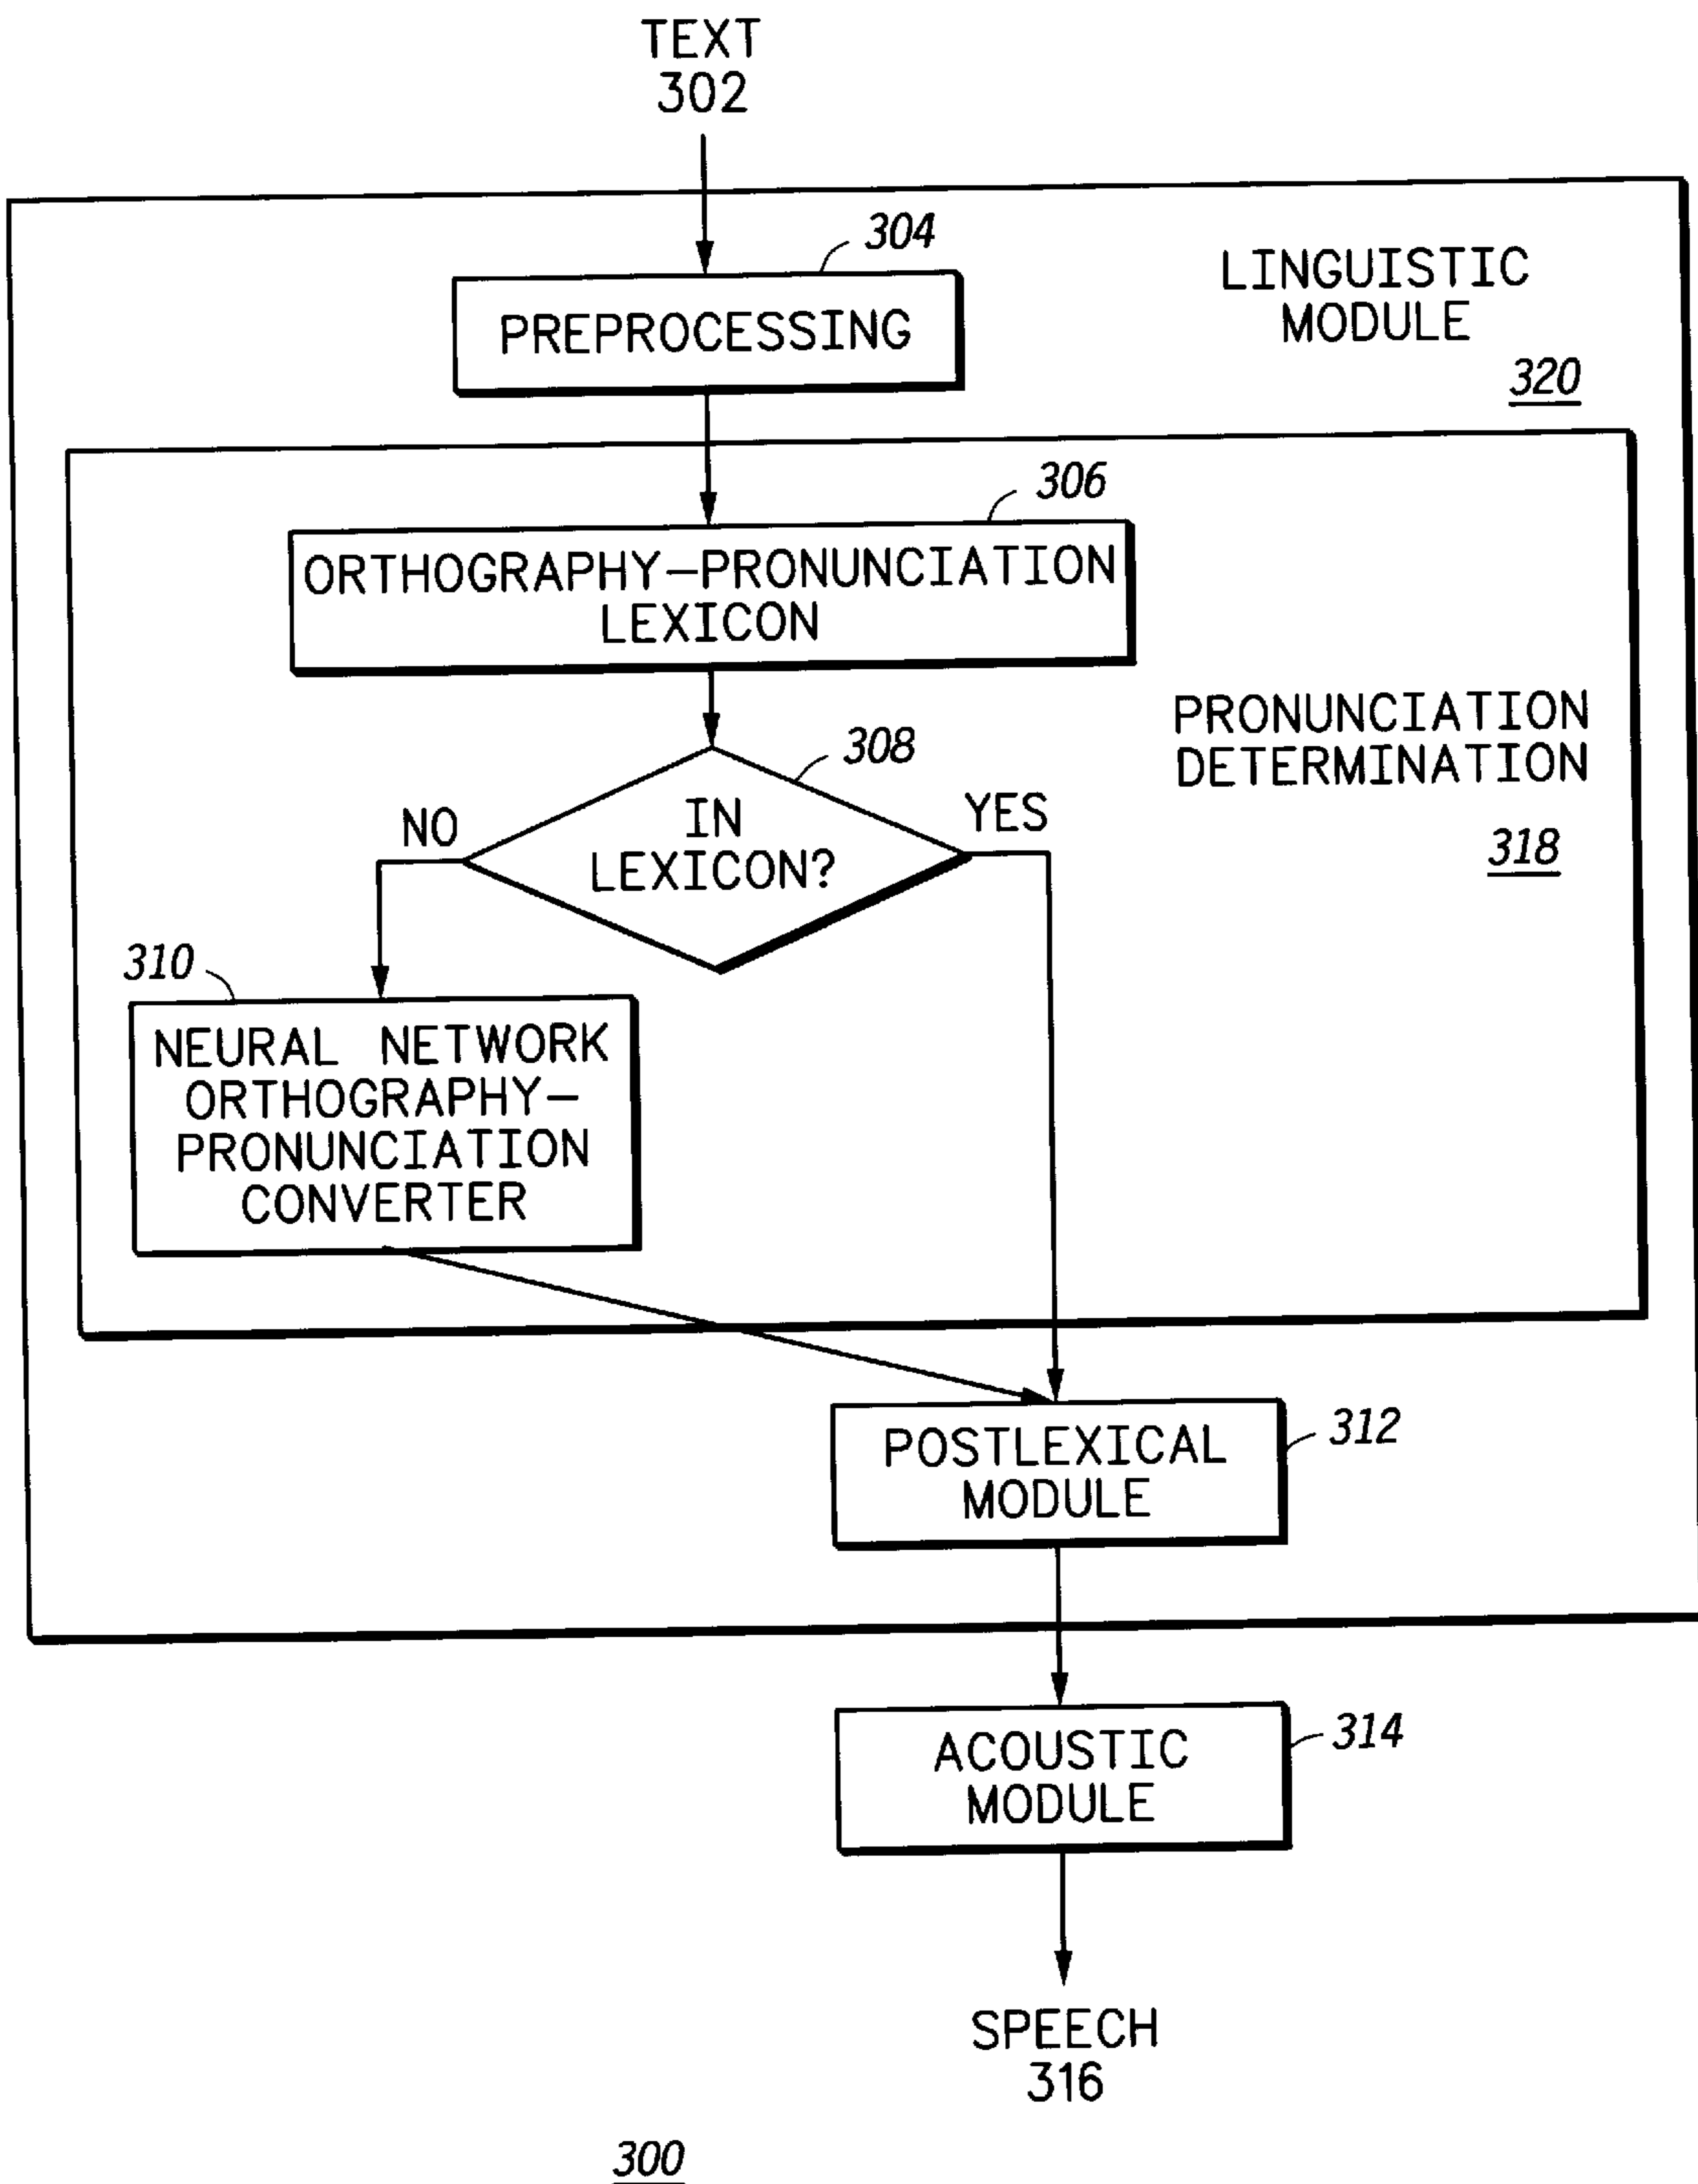 TEXT
302
304
PREPROCESSING
LINGUISTIC
MODULE
320
306
ORTHOGRAPHY–PRONUNCIATION
LEXICON
PRONUNCIATION
DETERMINATION
318
308
NO
IN
LEXICON?
YES
310
NEURAL NETWORK
ORTHOGRAPHY–
PRONUNCIATION
CONVERTER
POSTLEXICAL
MODULE
312
ACOUSTIC
MODULE
314
SPEECH
316
300